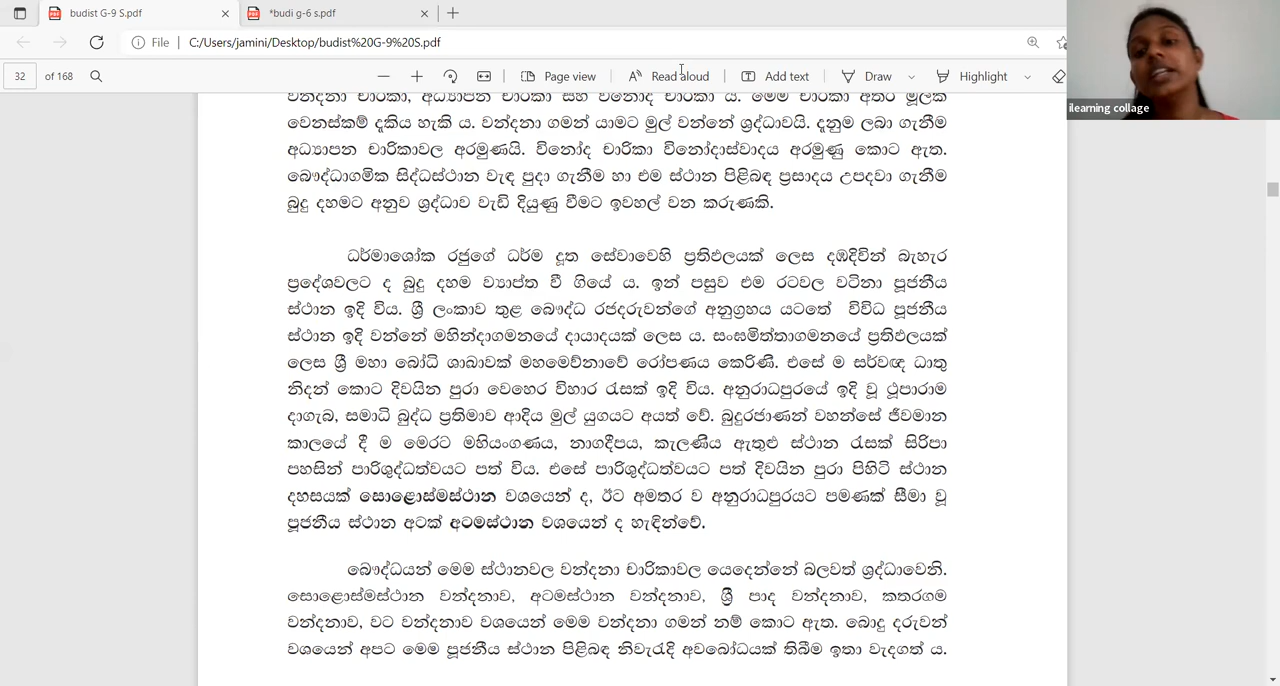 budist G-9 S.pdf
*budi g-6 s.pdf
File C:/Users/jamini/Desktop/budist%20G-9%20S.pdf
32 of 168 Page view Read aloud Add text Draw Highlight
ilearning collage
වන්දනා චාරිකා, අධ්‍යාපන චාරිකා සහ විනෝද චාරිකා ය. මෙම චාරිකා අතර මූලික
වෙනස්කම් දැකිය හැකි ය. වන්දනා ගමන් යාමට මුල් වන්නේ ශ්‍රද්ධාවයි. දැනුම ලබා ගැනීම
අධ්‍යාපන චාරිකාවල අරමුණයි. විනෝද චාරිකා විනෝදාස්වාදය අරමුණු කොට ඇත.
බෞද්ධාගමික සිද්ධස්ථාන වැඳ පුදා ගැනීම හා එම ස්ථාන පිළිබඳ ප්‍රසාදය උපදවා ගැනීම
බුදු දහමට අනුව ශ්‍රද්ධාව වැඩි දියුණු වීමට ඉවහල් වන කරුණකි.
ධර්මාශෝක රජුගේ ධර්ම දූත සේවාවෙහි ප්‍රතිඵලයක් ලෙස දඹදිවින් බැහැර
ප්‍රදේශවලට ද බුදු දහම ව්‍යාප්ත වී ගියේ ය. ඉන් පසුව එම රටවල වටිනා පූජනීය
ස්ථාන ඉදි විය. ශ්‍රී ලංකාව තුළ බෞද්ධ රජදරුවන්ගේ අනුග්‍රහය යටතේ විවිධ පූජනීය
ස්ථාන ඉදි වන්නේ මහින්දාගමනයේ දායාදයක් ලෙස ය. සංඝමිත්තාගමනයේ ප්‍රතිඵලයක්
ලෙස ශ්‍රී මහා බෝධි ශාඛාවක් මහමෙව්නාවේ රෝපණය කෙරිණි. එසේ ම සර්වඥ ධාතු
නිදන් කොට දිවයින පුරා වෙහෙර විහාර රැසක් ඉදි විය. අනුරාධපුරයේ ඉදි වූ ථූපාරාම
දාගැබ, සමාධි බුද්ධ ප්‍රතිමාව ආදිය මුල් යුගයට අයත් වේ. බුදුරජාණන් වහන්සේ ජීවමාන
කාලයේ දී ම මෙරට මහියංගණය, නාගදීපය, කැලණිය ඇතුළු ස්ථාන රැසක් සිරිපා
පහසින් පාරිශුද්ධත්වයට පත් විය. එසේ පාරිශුද්ධත්වයට පත් දිවයින පුරා පිහිටි ස්ථාන
දහසයක් සොළොස්මස්ථාන වශයෙන් ද, ඊට අමතර ව අනුරාධපුරයට පමණක් සීමා වූ
පූජනීය ස්ථාන අටක් අටමස්ථාන වශයෙන් ද හැඳින්වේ.
බෞද්ධයන් මෙම ස්ථානවල වන්දනා චාරිකාවල යෙදෙන්නේ බලවත් ශ්‍රද්ධාවෙනි.
සොළොස්මස්ථාන වන්දනාව, අටමස්ථාන වන්දනාව, ශ්‍රී පාද වන්දනාව, කතරගම
වන්දනාව, වට වන්දනාව වශයෙන් මෙම වන්දනා ගමන් නම් කොට ඇත. බොදු දරුවන්
වශයෙන් අපට මෙම පූජනීය ස්ථාන පිළිබඳ නිවැරැදි අවබෝධයක් තිබීම ඉතා වැදගත් ය.